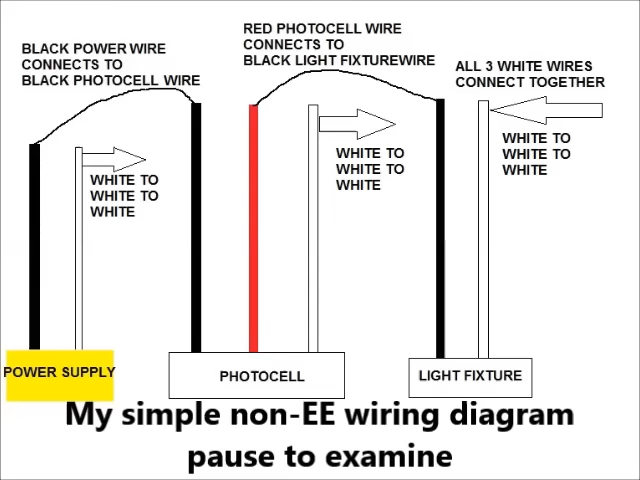 BLACK POWER WIRE
CONNECTS TO
BLACK PHOTOCELL WIRE
RED PHOTOCELL WIRE
CONNECTS TO
BLACK LIGHT FIXTUREWIRE
ALL 3 WHITE WIRES
CONNECT TOGETHER
WHITE TO
WHITE TO
WHITE
WHITE TO
WHITE TO
WHITE
WHITE TO
WHITE TO
WHITE
POWER SUPPLY
PHOTOCELL
LIGHT FIXTURE
My simple non-EE wiring diagram
pause to examine